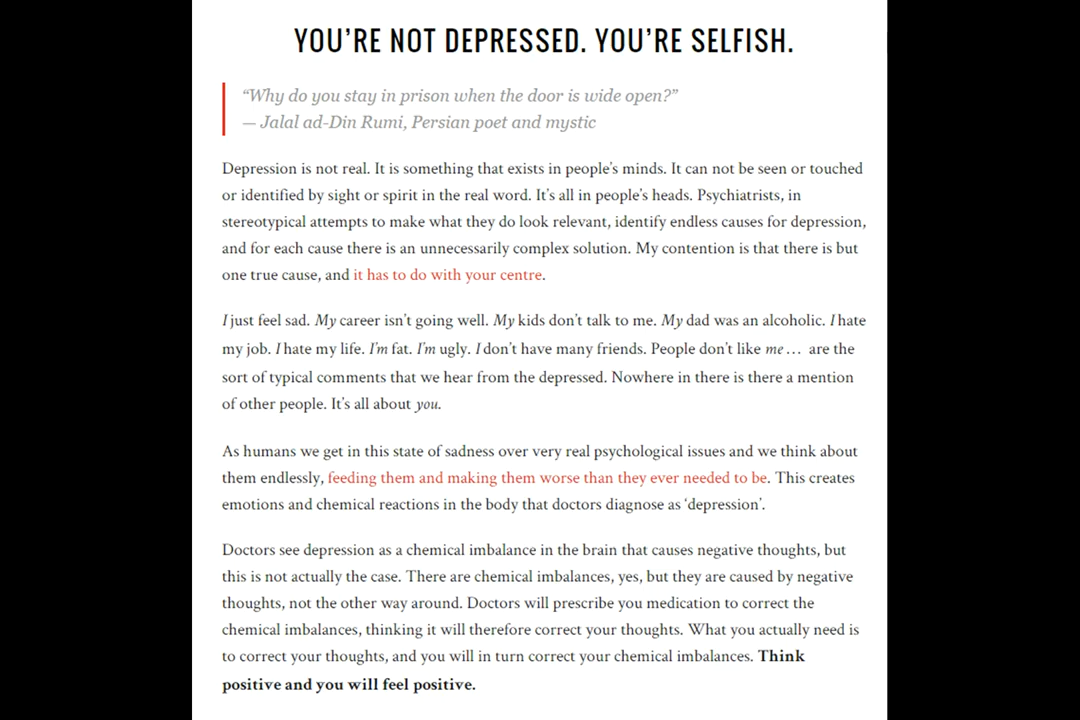 YOU’RE NOT DEPRESSED. YOU’RE SELFISH.
“Why do you stay in prison when the door is wide open?”
— Jalal ad-Din Rumi, Persian poet and mystic
Depression is not real. It is something that exists in people’s minds. It can not be seen or touched
or identified by sight or spirit in the real word. It’s all in people’s heads. Psychiatrists, in
stereotypical attempts to make what they do look relevant, identify endless causes for depression,
and for each cause there is an unnecessarily complex solution. My contention is that there is but
one true cause, and it has to do with your centre.
I just feel sad. My career isn’t going well. My kids don’t talk to me. My dad was an alcoholic. I hate
my job. I hate my life. I’m fat. I’m ugly. I don’t have many friends. People don’t like me… are the
sort of typical comments that we hear from the depressed. Nowhere in there is there a mention
of other people. It’s all about you.
As humans we get in this state of sadness over very real psychological issues and we think about
them endlessly, feeding them and making them worse than they ever needed to be. This creates
emotions and chemical reactions in the body that doctors diagnose as ‘depression’.
Doctors see depression as a chemical imbalance in the brain that causes negative thoughts, but
this is not actually the case. There are chemical imbalances, yes, but they are caused by negative
thoughts, not the other way around. Doctors will prescribe you medication to correct the
chemical imbalances, thinking it will therefore correct your thoughts. What you actually need is
to correct your thoughts, and you will in turn correct your chemical imbalances. Think
positive and you will feel positive.